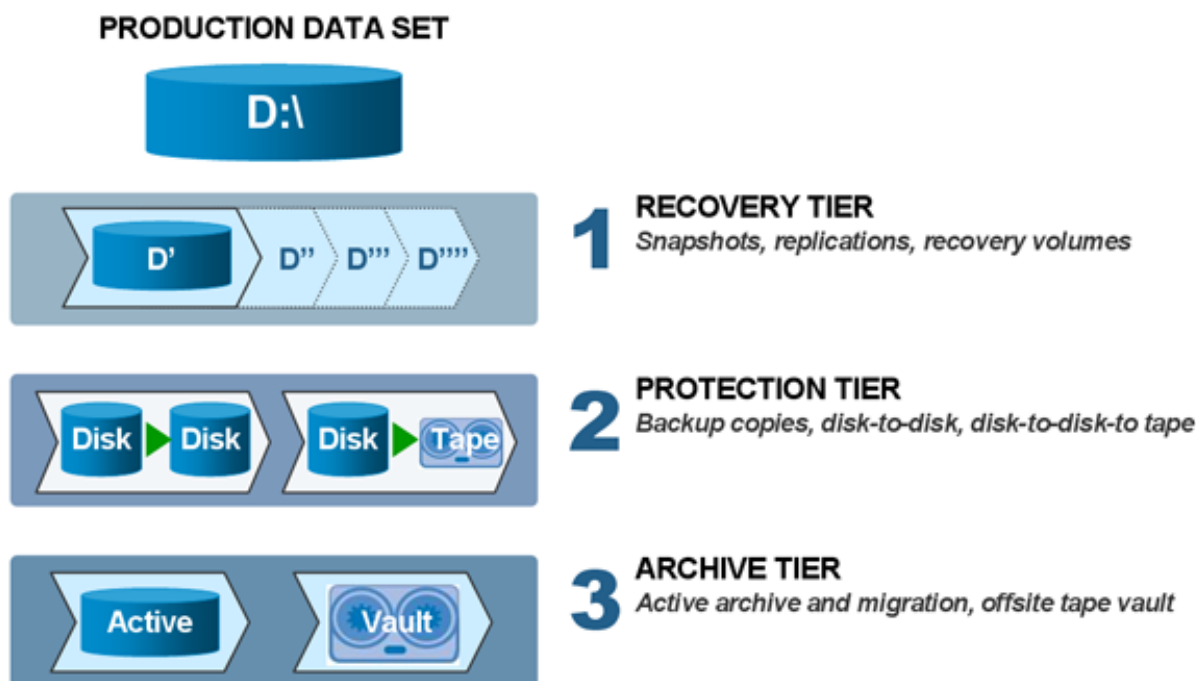 PRODUCTION DATA SET
D:\
D' D'' D''' D''''
1 RECOVERY TIER
Snapshots, replications, recovery volumes
Disk Disk Disk Tape
2 PROTECTION TIER
Backup copies, disk-to-disk, disk-to-disk-to tape
Active Vault
3 ARCHIVE TIER
Active archive and migration, offsite tape vault